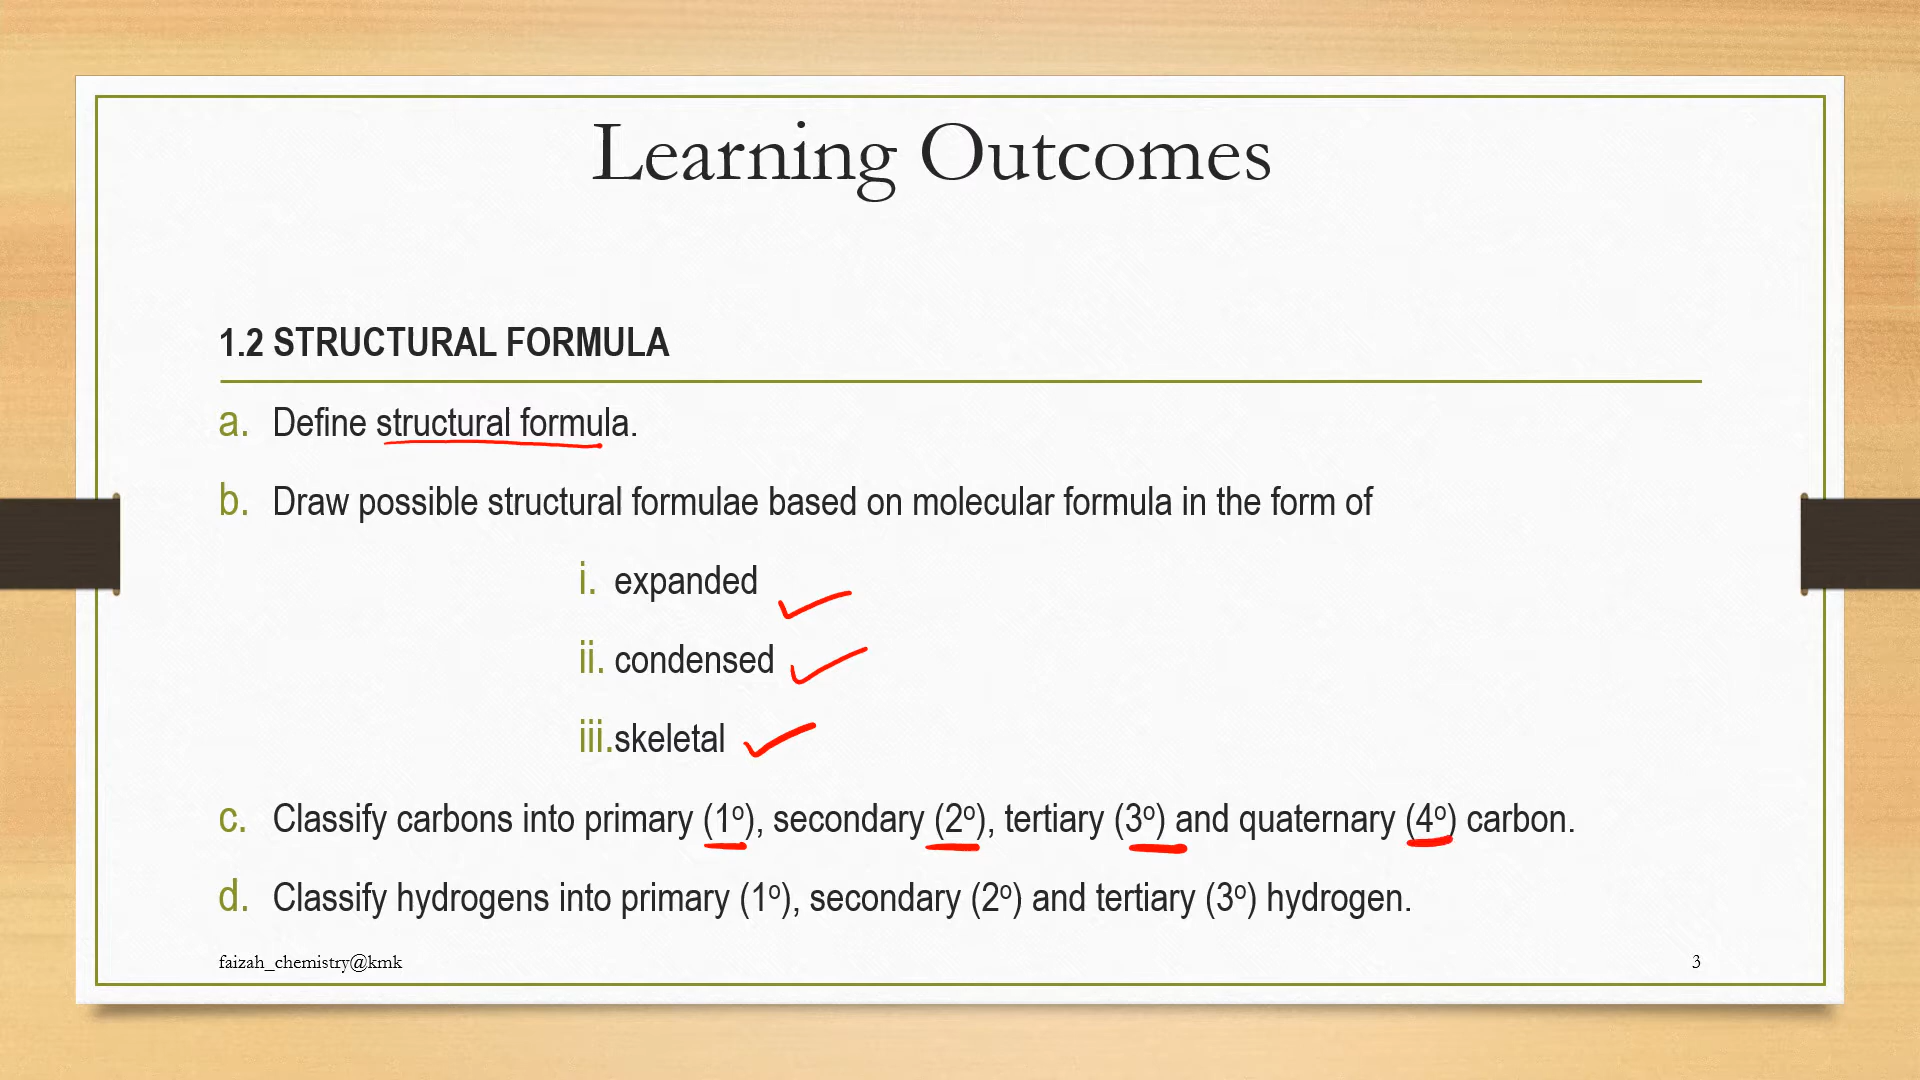 Learning Outcomes
1.2 STRUCTURAL FORMULA
a. Define structural formula.
b. Draw possible structural formulae based on molecular formula in the form of
i. expanded
ii. condensed
iii. skeletal
c. Classify carbons into primary (1º), secondary (2º), tertiary (3º) and quaternary (4º) carbon.
d. Classify hydrogens into primary (1º), secondary (2º) and tertiary (3º) hydrogen.
faizah_chemistry@kmk
3